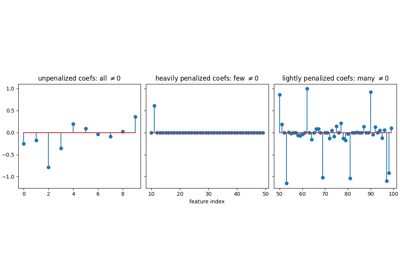 unpenalized coefs: all ≠0
heavily penalized coefs: few ≠0
lightly penalized coefs: many ≠0
1.0
0.5
0.0
−0.5
−1.0
0 2 4 6 8
10 20 30 40 50
50 60 70 80 90 100
feature index